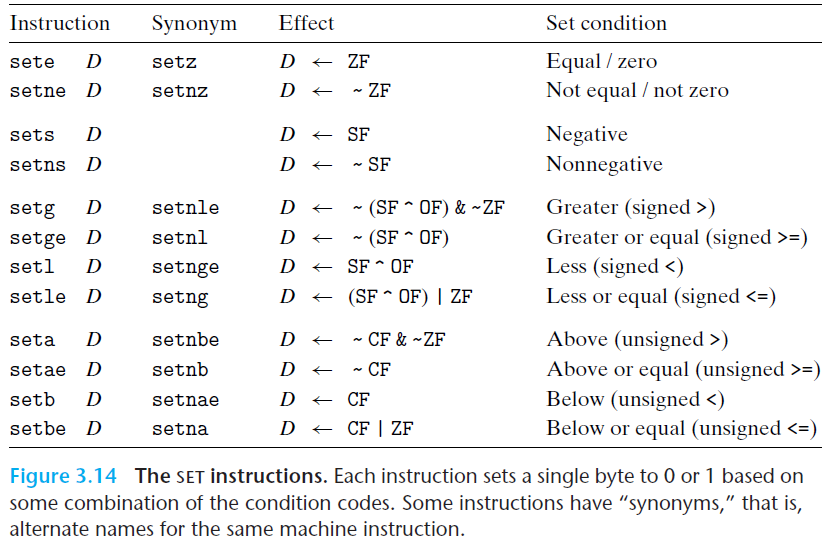 Instruction Synonym Effect Set condition
sete D setz D ← ZF Equal / zero
setne D setnz D ← ~ ZF Not equal / not zero
sets D D ← SF Negative
setns D D ← ~ SF Nonnegative
setg D setnle D ← ~ (SF ^ OF) & ~ZF Greater (signed >)
setge D setnl D ← ~ (SF ^ OF) Greater or equal (signed >=)
setl D setnge D ← SF ^ OF Less (signed <)
setle D setng D ← (SF ^ OF) | ZF Less or equal (signed <=)
seta D setnbe D ← ~ CF & ~ZF Above (unsigned >)
setae D setnb D ← ~ CF Above or equal (unsigned >=)
setb D setnae D ← CF Below (unsigned <)
setbe D setna D ← CF | ZF Below or equal (unsigned <=)
Figure 3.14 The SET instructions. Each instruction sets a single byte to 0 or 1 based on
some combination of the condition codes. Some instructions have “synonyms,” that is,
alternate names for the same machine instruction.